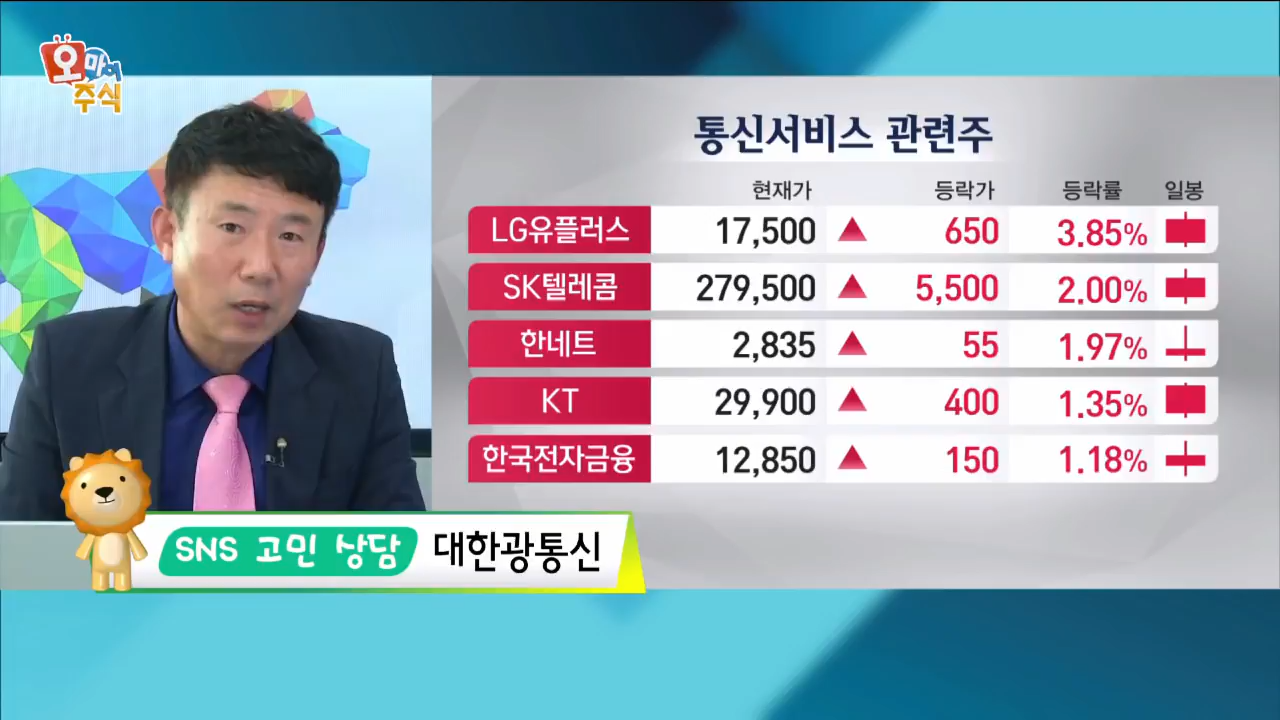 오마이
주식
통신서비스 관련주
현재가 등락가 등락률 일봉
LG유플러스 17,500 ▲ 650 3.85%
SK텔레콤 279,500 ▲ 5,500 2.00%
한네트 2,835 ▲ 55 1.97%
KT 29,900 ▲ 400 1.35%
한국전자금융 12,850 ▲ 150 1.18%
SNS 고민 상담 대한광통신